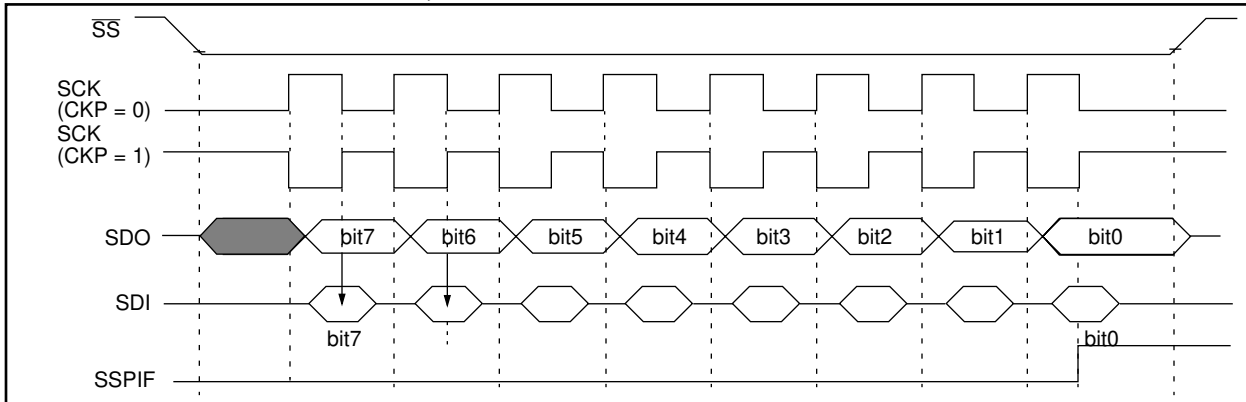 SS
SCK
(CKP = 0)
SCK
(CKP = 1)
SDO bit7 bit6 bit5 bit4 bit3 bit2 bit1 bit0
SDI
bit7 bit0
SSPIF